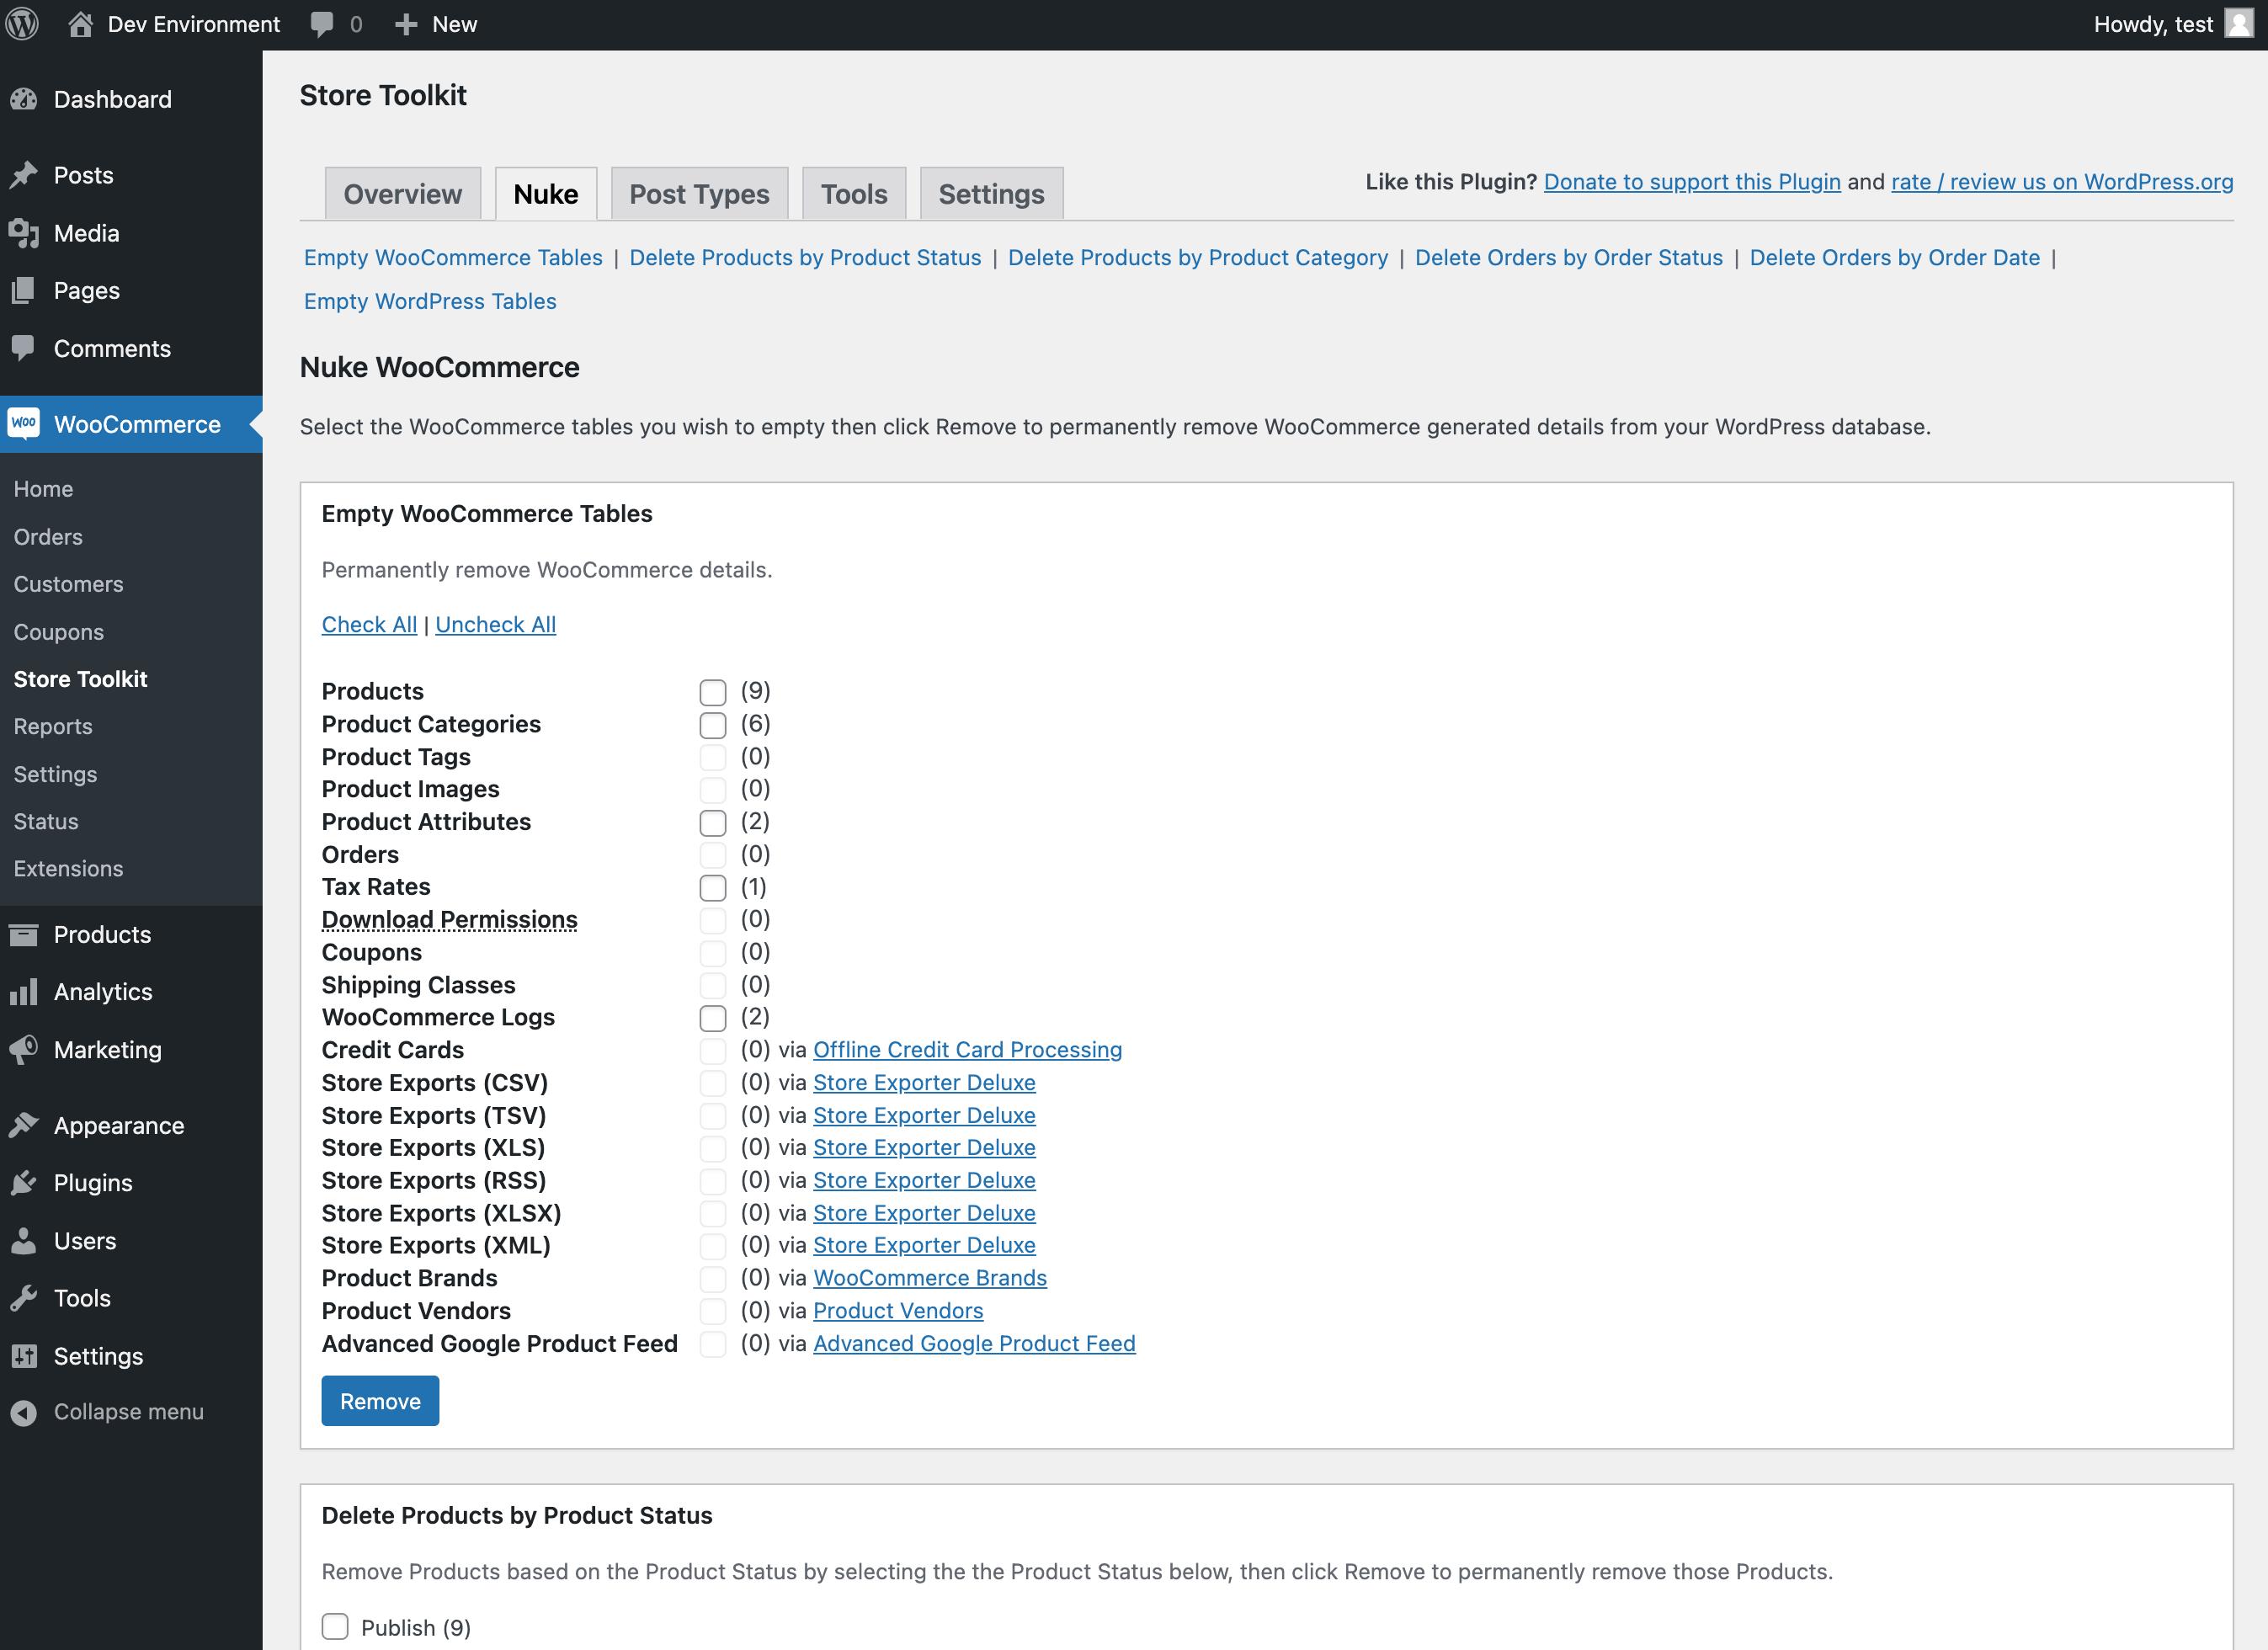 Dev Environment 0 New Howdy, test
Dashboard
Posts
Media
Pages
Comments
Woo WooCommerce
Home
Orders
Customers
Coupons
Store Toolkit
Reports
Settings
Status
Extensions
Products
Analytics
Marketing
Appearance
Plugins
Users
Tools
Settings
Collapse menu
Store Toolkit
Overview Nuke Post Types Tools Settings
Like this Plugin? Donate to support this Plugin and rate / review us on WordPress.org
Empty WooCommerce Tables | Delete Products by Product Status | Delete Products by Product Category | Delete Orders by Order Status | Delete Orders by Order Date |
Empty WordPress Tables
Nuke WooCommerce
Select the WooCommerce tables you wish to empty then click Remove to permanently remove WooCommerce generated details from your WordPress database.
Empty WooCommerce Tables
Permanently remove WooCommerce details.
Check All | Uncheck All
Products (9)
Product Categories (6)
Product Tags (0)
Product Images (0)
Product Attributes (2)
Orders (0)
Tax Rates (1)
Download Permissions (0)
Coupons (0)
Shipping Classes (0)
WooCommerce Logs (2)
Credit Cards (0) via Offline Credit Card Processing
Store Exports (CSV) (0) via Store Exporter Deluxe
Store Exports (TSV) (0) via Store Exporter Deluxe
Store Exports (XLS) (0) via Store Exporter Deluxe
Store Exports (RSS) (0) via Store Exporter Deluxe
Store Exports (XLSX) (0) via Store Exporter Deluxe
Store Exports (XML) (0) via Store Exporter Deluxe
Product Brands (0) via WooCommerce Brands
Product Vendors (0) via Product Vendors
Advanced Google Product Feed (0) via Advanced Google Product Feed
Remove
Delete Products by Product Status
Remove Products based on the Product Status by selecting the the Product Status below, then click Remove to permanently remove those Products.
Publish (9)